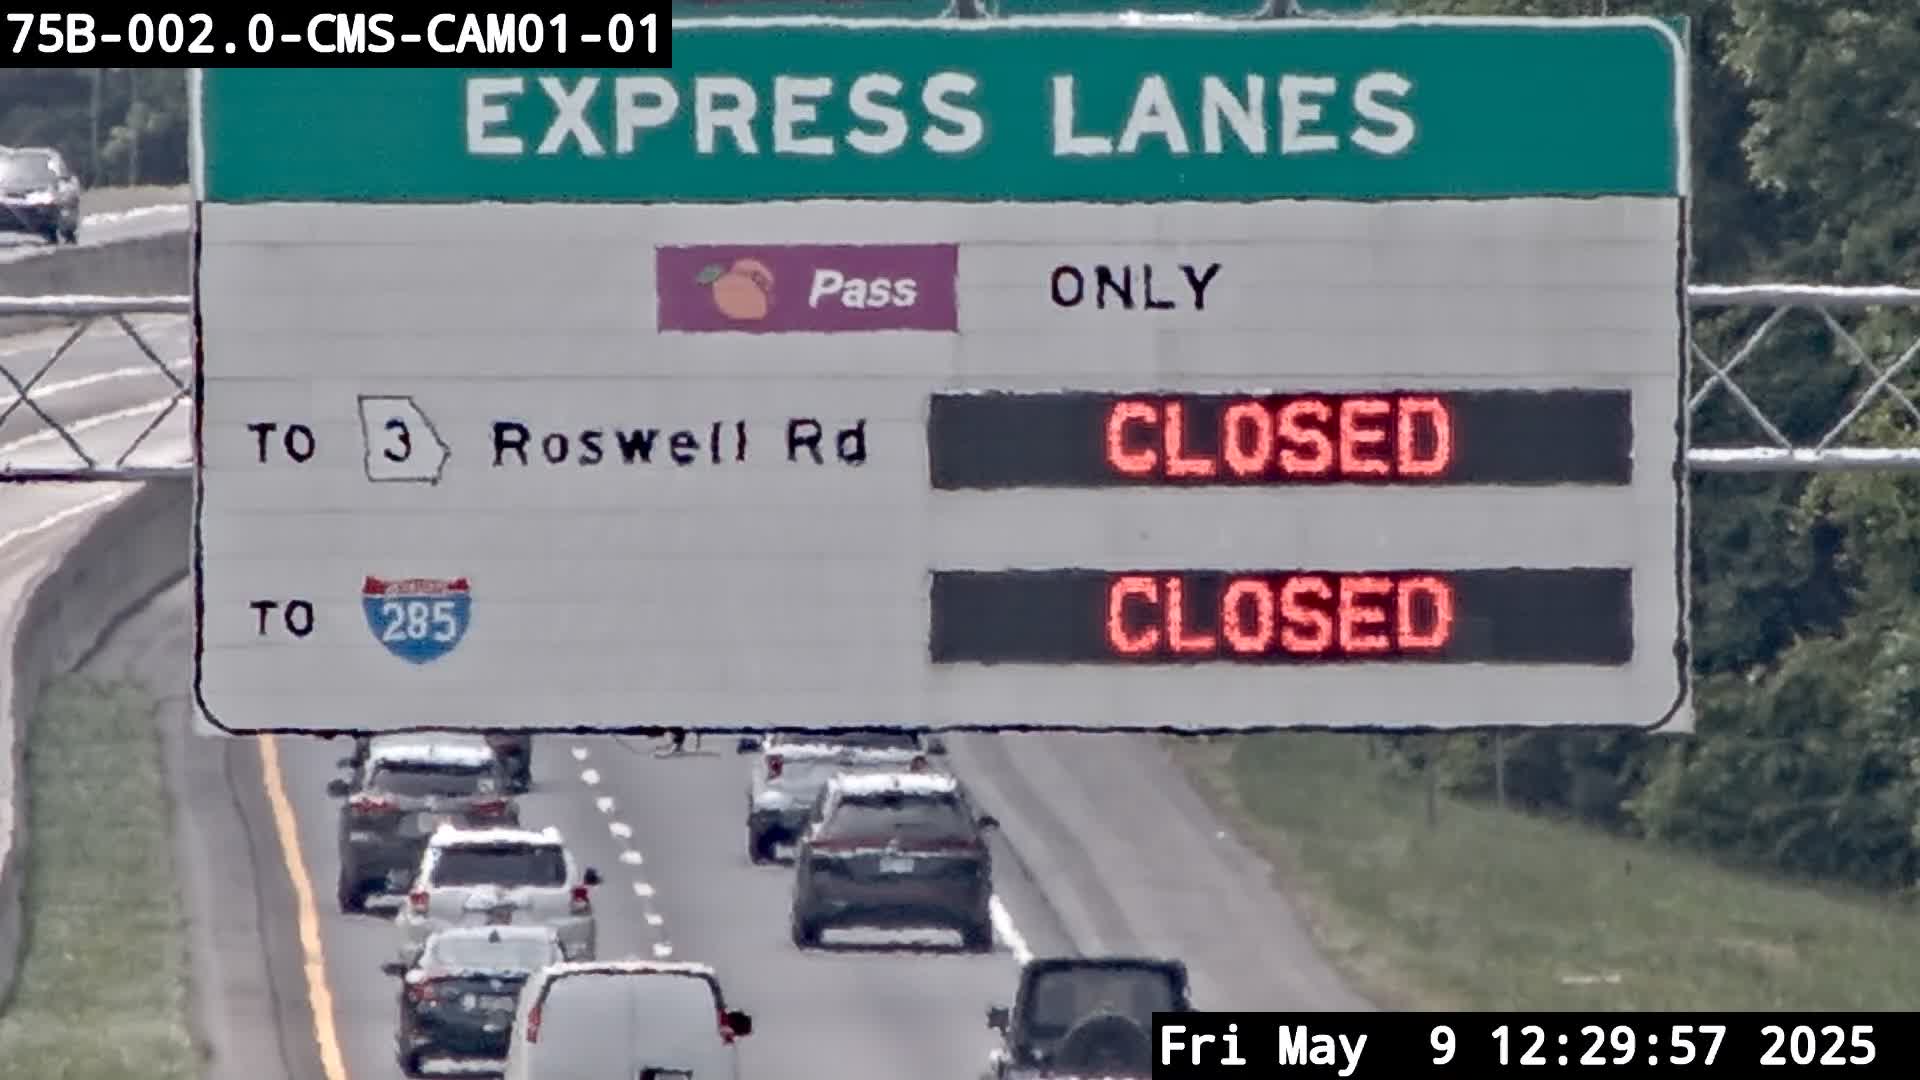 75B-002.0-CMS-CAM01-01
EXPRESS LANES
Pass ONLY
TO 3 Roswell Rd CLOSED
TO 285 CLOSED
Fri May 9 12:29:57 2025